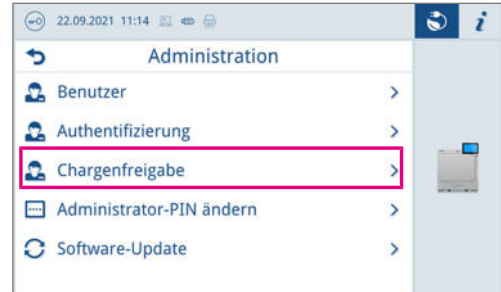 22.09.2021 11:14
i
Administration
Benutzer
Authentifizierung
Chargenfreigabe
Administrator-PIN ändern
Software-Update